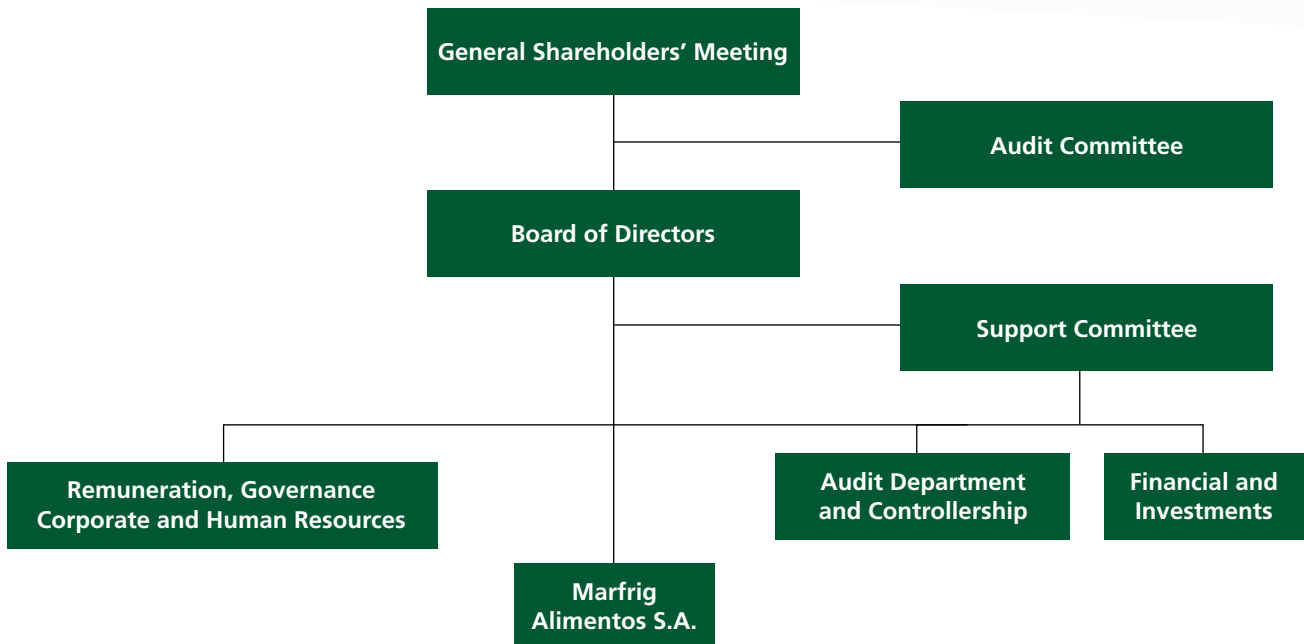 General Shareholders’ Meeting
Audit Committee
Board of Directors
Support Committee
Remuneration, Governance
Corporate and Human Resources
Audit Department
and Controllership
Financial and
Investments
Marfrig
Alimentos S.A.